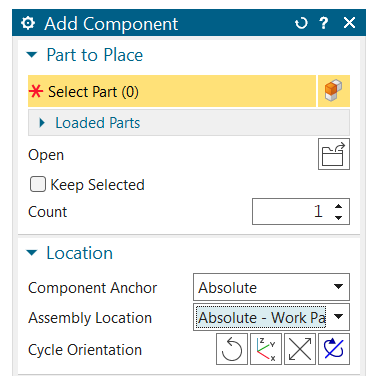 Add Component ?
Part to Place
* Select Part (0)
Loaded Parts
Open
Keep Selected
Count 1
Location
Component Anchor Absolute
Assembly Location Absolute - Work Pa
Cycle Orientation Z Y X